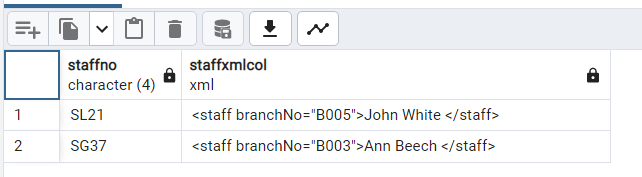 staffno staffxmlcol
character (4) xml
1 SL21 <staff branchNo="B005">John White </staff>
2 SG37 <staff branchNo="B003">Ann Beech </staff>